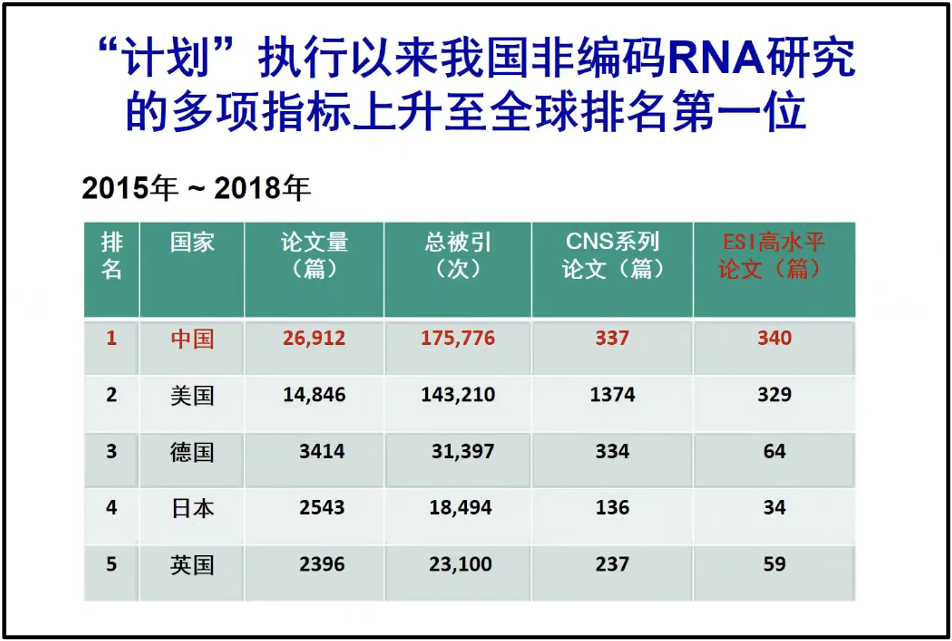 “计划”执行以来我国非编码RNA研究
的多项指标上升至全球排名第一位
2015年 ~ 2018年
排名 国家 论文量（篇） 总被引（次） CNS系列论文（篇） ESI高水平论文（篇）
1 中国 26,912 175,776 337 340
2 美国 14,846 143,210 1374 329
3 德国 3414 31,397 334 64
4 日本 2543 18,494 136 34
5 英国 2396 23,100 237 59